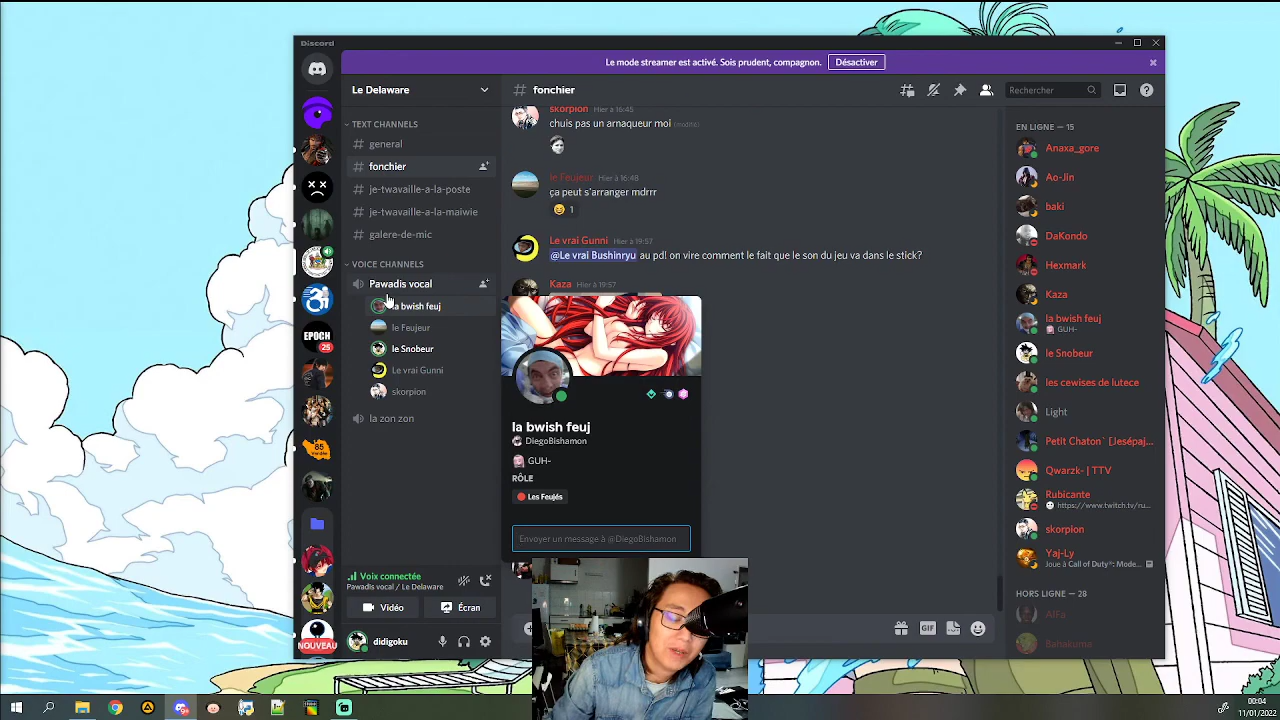 Discord
Le mode streamer est activé. Sois prudent, compagnon.
Désactiver
Le Delaware
TEXT CHANNELS
general
fonchier
je-twavaille-a-la-poste
je-twavaille-a-la-maiwie
galere-de-mic
VOICE CHANNELS
Pawadis vocal
la bwish feuj
le Feujeur
le Snobeur
Le vrai Gunni
skorpion
la zon zon
EPOCH
25
85
NOUVEAU
Voix connectée
Pawadis vocal / Le Delaware
Vidéo
Écran
didigoku
# fonchier
Rechercher
skorpion Hier à 16:45
chuis pas un arnaqueur moi (modifié)
le Feujeur Hier à 16:48
ça peut s'arranger mdrrr
1
Le vrai Gunni Hier à 19:57
@Le vrai Bushinryu au pd! on vire comment le fait que le son du jeu va dans le stick?
Kaza Hier à 19:57
la bwish feuj
DiegoBishamon
GUH-
RÔLE
Les Feujés
Envoyer un message à @DiegoBishamon
GIF
EN LIGNE — 15
Anaxa_gore
Ao-Jin
baki
DaKondo
Hexmark
Kaza
la bwish feuj
GUH-
le Snobeur
les cewises de lutece
Light
Petit Chaton` [Jesépaj...
Qwarzk- | TTV
Rubicante
https://www.twitch.tv/ru...
skorpion
Yaj-Ly
Joue à Call of Duty®: Mode...
HORS LIGNE — 28
AlFa
Bahakuma
00:04
11/01/2022